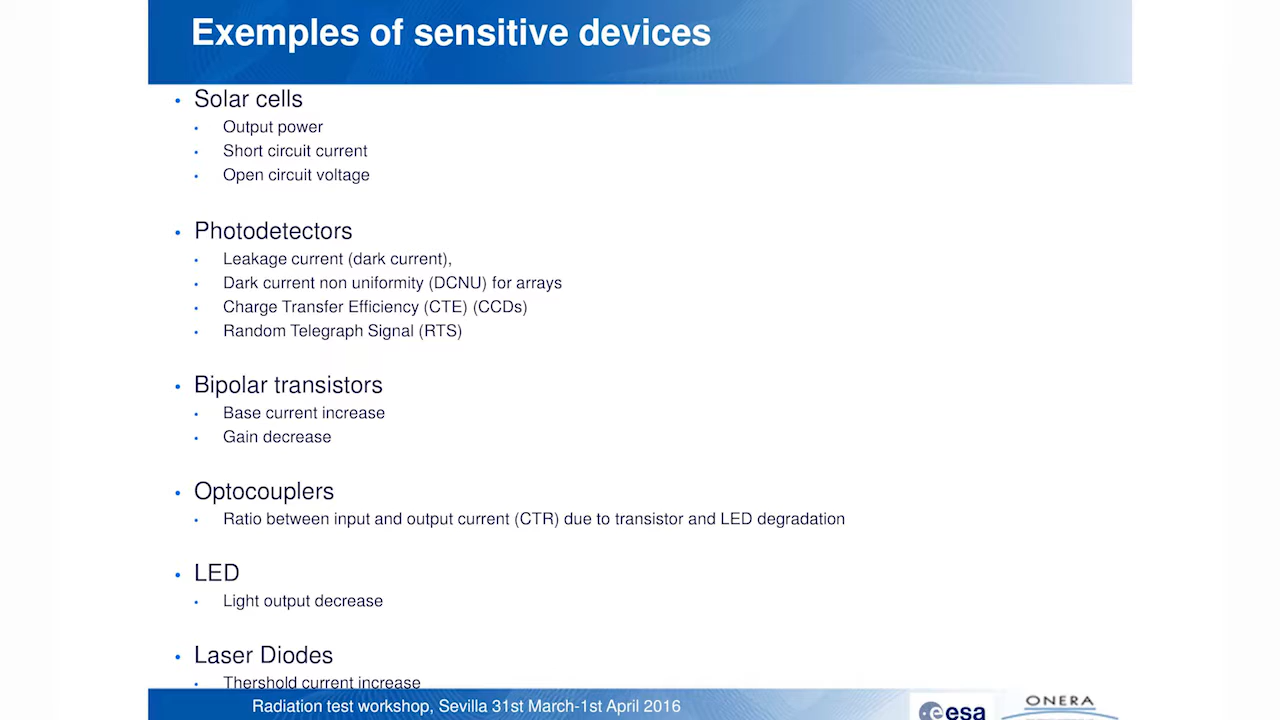 Exemples of sensitive devices
• Solar cells
• Output power
• Short circuit current
• Open circuit voltage
• Photodetectors
• Leakage current (dark current),
• Dark current non uniformity (DCNU) for arrays
• Charge Transfer Efficiency (CTE) (CCDs)
• Random Telegraph Signal (RTS)
• Bipolar transistors
• Base current increase
• Gain decrease
• Optocouplers
• Ratio between input and output current (CTR) due to transistor and LED degradation
• LED
• Light output decrease
• Laser Diodes
• Thershold current increase
Radiation test workshop, Sevilla 31st March-1st April 2016
esa
ONERA